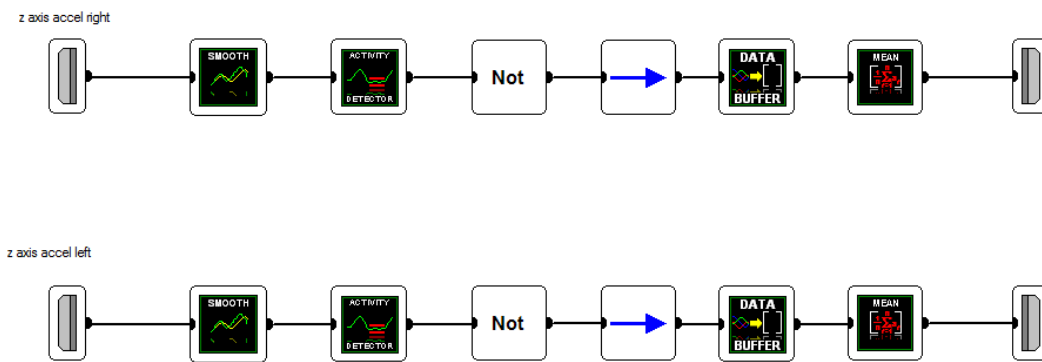 z axis accel right
SMOOTH
ACTIVITY
DETECTOR
Not
DATA
BUFFER
MEAN
z axis accel left
SMOOTH
ACTIVITY
DETECTOR
Not
DATA
BUFFER
MEAN